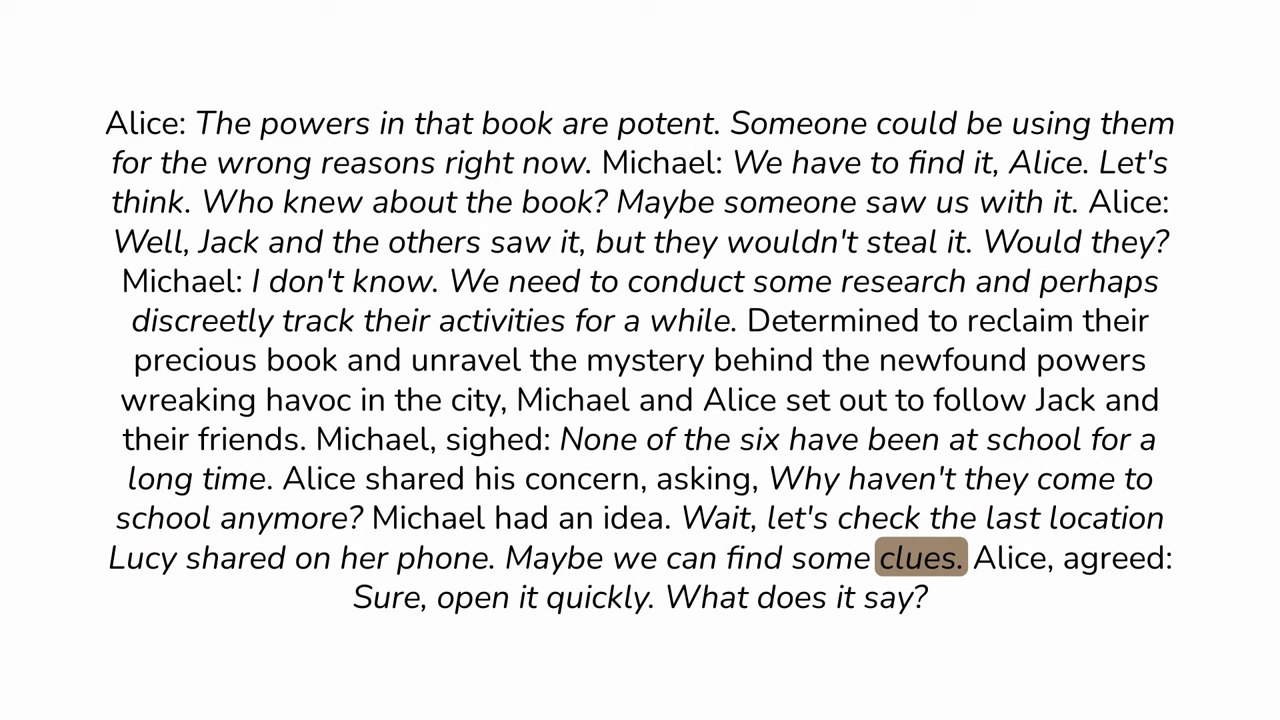 Alice: The powers in that book are potent. Someone could be using them
for the wrong reasons right now. Michael: We have to find it, Alice. Let's
think. Who knew about the book? Maybe someone saw us with it. Alice:
Well, Jack and the others saw it, but they wouldn't steal it. Would they?
Michael: I don't know. We need to conduct some research and perhaps
discreetly track their activities for a while. Determined to reclaim their
precious book and unravel the mystery behind the newfound powers
wreaking havoc in the city, Michael and Alice set out to follow Jack and
their friends. Michael, sighed: None of the six have been at school for a
long time. Alice shared his concern, asking, Why haven't they come to
school anymore? Michael had an idea. Wait, let's check the last location
Lucy shared on her phone. Maybe we can find some clues. Alice, agreed:
Sure, open it quickly. What does it say?